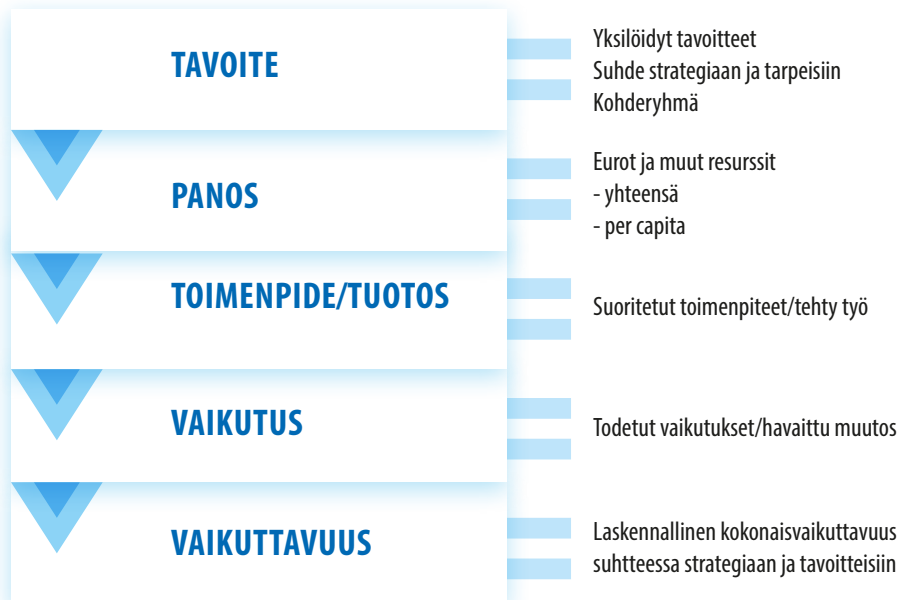 TAVOITE
Yksilöidyt tavoitteet
Suhde strategiaan ja tarpeisiin
Kohderyhmä
PANOS
Eurot ja muut resurssit
- yhteensä
- per capita
TOIMENPIDE/TUOTOS
Suoritetut toimenpiteet/tehty työ
VAIKUTUS
Todetut vaikutukset/havaittu muutos
VAIKUTTAVUUS
Laskennallinen kokonaisvaikuttavuus
suhtteessa strategiaan ja tavoitteisiin